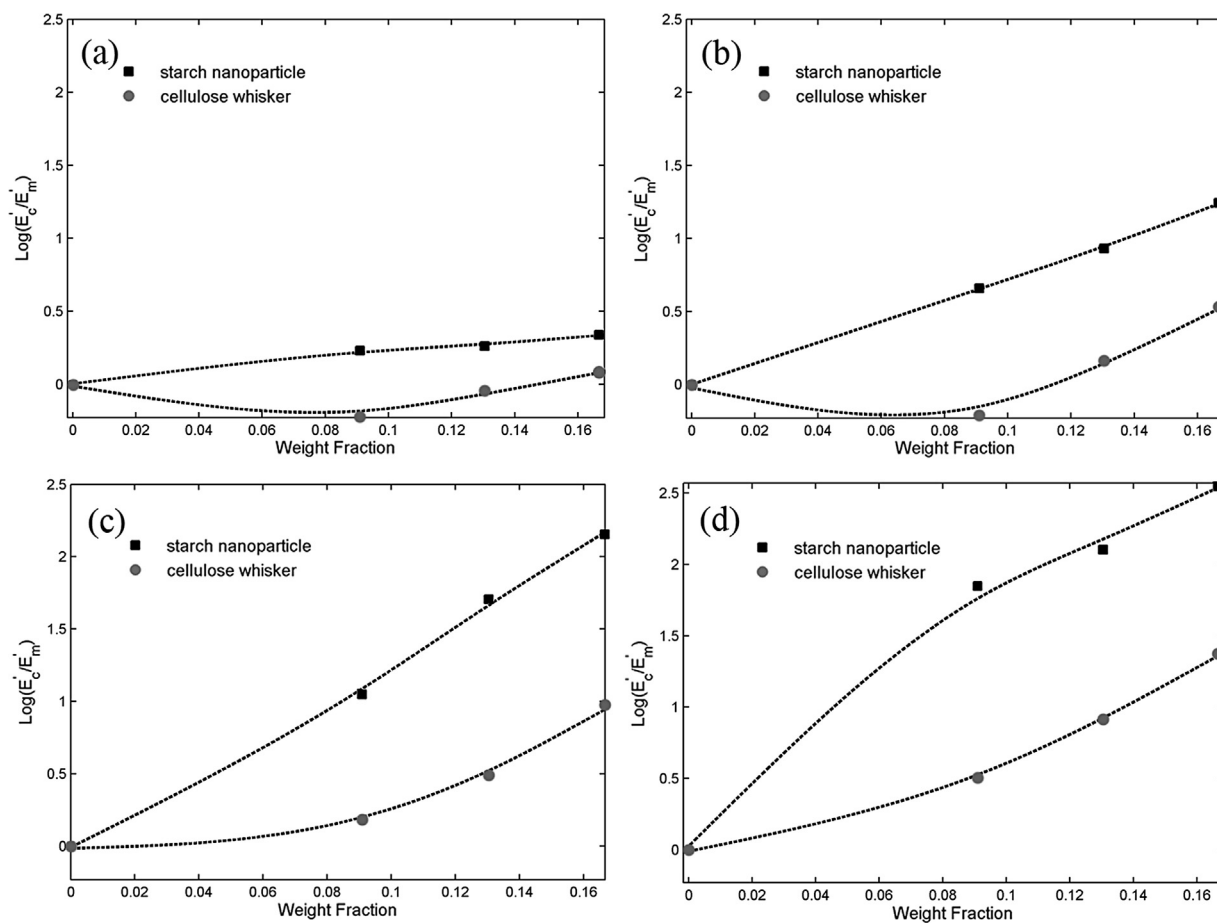 (a)
starch nanoparticle
cellulose whisker
2.5
2
1.5
1
0.5
0
Log(E'c/E'm)
0 0.02 0.04 0.06 0.08 0.1 0.12 0.14 0.16
Weight Fraction
(b)
starch nanoparticle
cellulose whisker
2.5
2
1.5
1
0.5
0
Log(E'c/E'm)
0 0.02 0.04 0.06 0.08 0.1 0.12 0.14 0.16
Weight Fraction
(c)
starch nanoparticle
cellulose whisker
2.5
2
1.5
1
0.5
0
Log(E'c/E'm)
0 0.02 0.04 0.06 0.08 0.1 0.12 0.14 0.16
Weight Fraction
(d)
starch nanoparticle
cellulose whisker
2.5
2
1.5
1
0.5
0
Log(E'c/E'm)
0 0.02 0.04 0.06 0.08 0.1 0.12 0.14 0.16
Weight Fraction